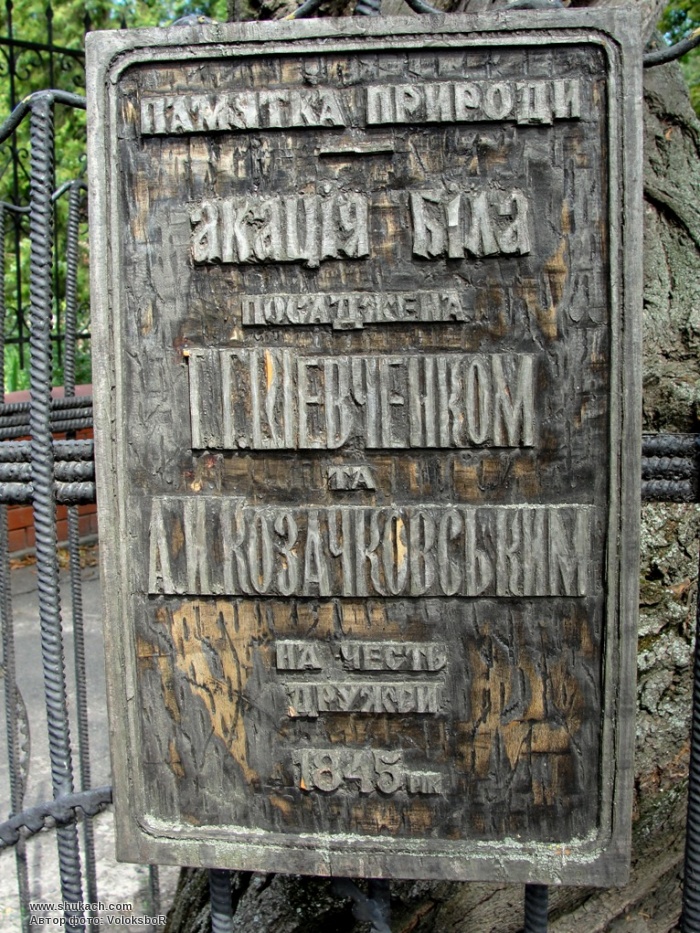 ПАМ'ЯТКА ПРИРОДИ
—
акація біла
ПОСАДЖЕНА
Т.Г.ШЕВЧЕНКОМ
ТА
А.Й.КОЗАЧКОВСЬКИМ
НА ЧЕСТЬ
ДРУЖБИ
1845
www.shukach.com
Автор фото: VoloksboR